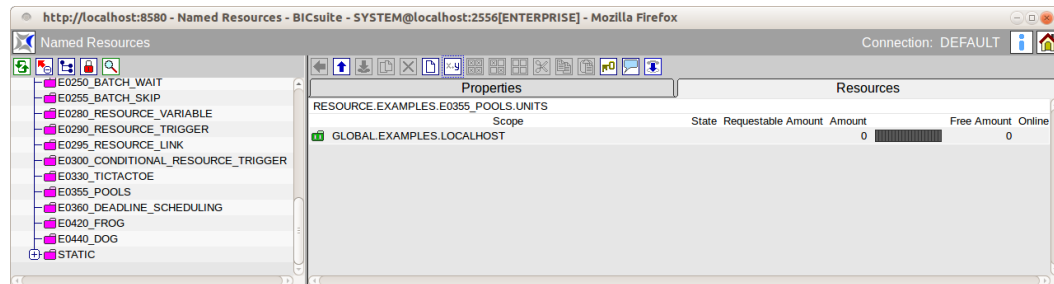 http://localhost:8580 - Named Resources - BICsuite - SYSTEM@localhost:2556[ENTERPRISE] - Mozilla Firefox
Named Resources
Connection: DEFAULT
E0250_BATCH_WAIT
E0255_BATCH_SKIP
E0280_RESOURCE_VARIABLE
E0290_RESOURCE_TRIGGER
E0295_RESOURCE_LINK
E0300_CONDITIONAL_RESOURCE_TRIGGER
E0330_TICTACTOE
E0355_POOLS
E0360_DEADLINE_SCHEDULING
E0420_FROG
E0440_DOG
STATIC
x.y
Properties Resources
RESOURCE.EXAMPLES.E0355_POOLS.UNITS
Scope State Requestable Amount Amount Free Amount Online
GLOBAL.EXAMPLES.LOCALHOST 0 0